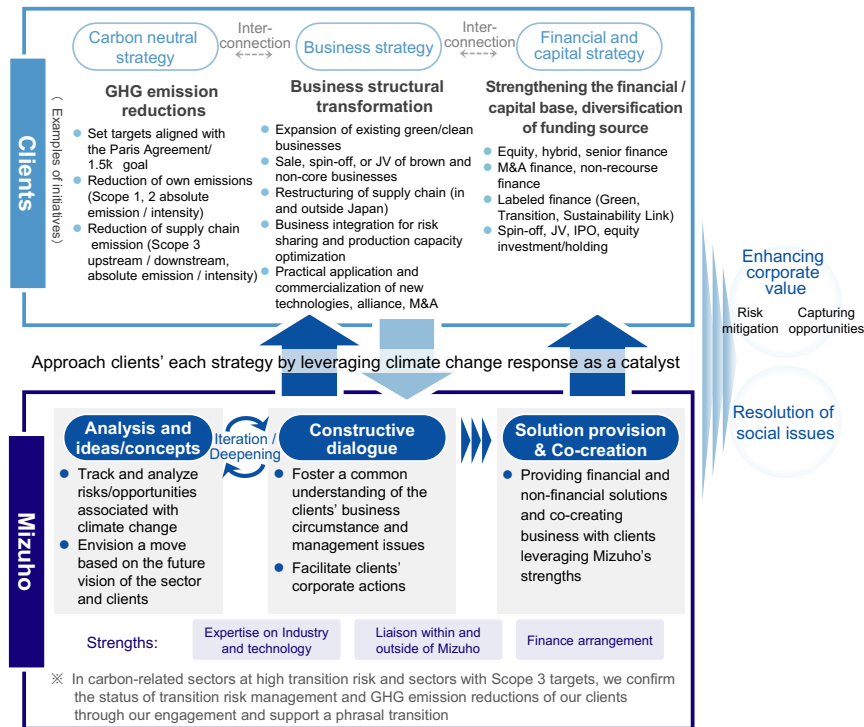 Carbon neutral
strategy
Inter-
connection
Business strategy
Inter-
connection
Financial and
capital strategy
Clients
( Examples of initiatives)
GHG emission
reductions
Set targets aligned with
the Paris Agreement/
1.5k goal
Reduction of own emissions
(Scope 1, 2 absolute
emission / intensity)
Reduction of supply chain
emission (Scope 3
upstream / downstream,
absolute emission / intensity)
Business structural
transformation
Expansion of existing green/clean
businesses
Sale, spin-off, or JV of brown and
non-core businesses
Restructuring of supply chain (in
and outside Japan)
Business integration for risk
sharing and production capacity
optimization
Practical application and
commercialization of new
technologies, alliance, M&A
Strengthening the financial /
capital base, diversification
of funding source
Equity, hybrid, senior finance
M&A finance, non-recourse
finance
Labeled finance (Green,
Transition, Sustainability Link)
Spin-off, JV, IPO, equity
investment/holding
Enhancing
corporate
value
Risk
mitigation
Capturing
opportunities
Resolution of
social issues
Approach clients' each strategy by leveraging climate change response as a catalyst
Mizuho
Analysis and
ideas/concepts
Track and analyze
risks/opportunities
associated with
climate change
Envision a move
based on the future
vision of the sector
and clients
Iteration /
Deepening
Constructive
dialogue
Foster a common
understanding of the
clients' business
circumstance and
management issues
Facilitate clients'
corporate actions
Solution provision
& Co-creation
Providing financial and
non-financial solutions
and co-creating
business with clients
leveraging Mizuho's
strengths
Strengths:
Expertise on Industry
and technology
Liaison within and
outside of Mizuho
Finance arrangement
※ In carbon-related sectors at high transition risk and sectors with Scope 3 targets, we confirm
the status of transition risk management and GHG emission reductions of our clients
through our engagement and support a phrasal transition